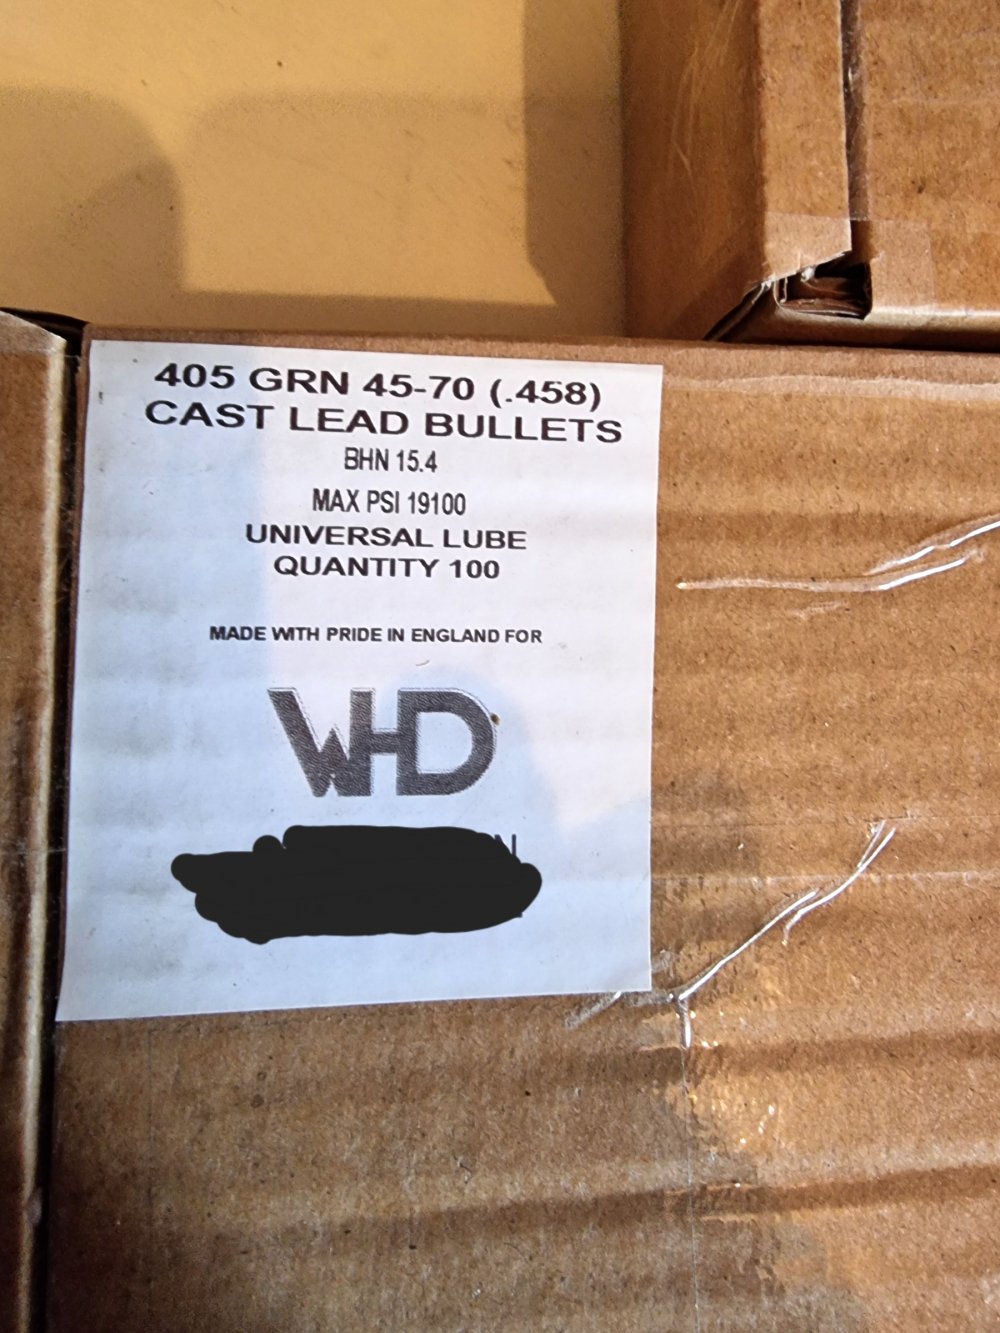 405 GRN 45-70 (.458)
CAST LEAD BULLETS
BHN 15.4
MAX PSI 19100
UNIVERSAL LUBE
QUANTITY 100
MADE WITH PRIDE IN ENGLAND FOR
WHD